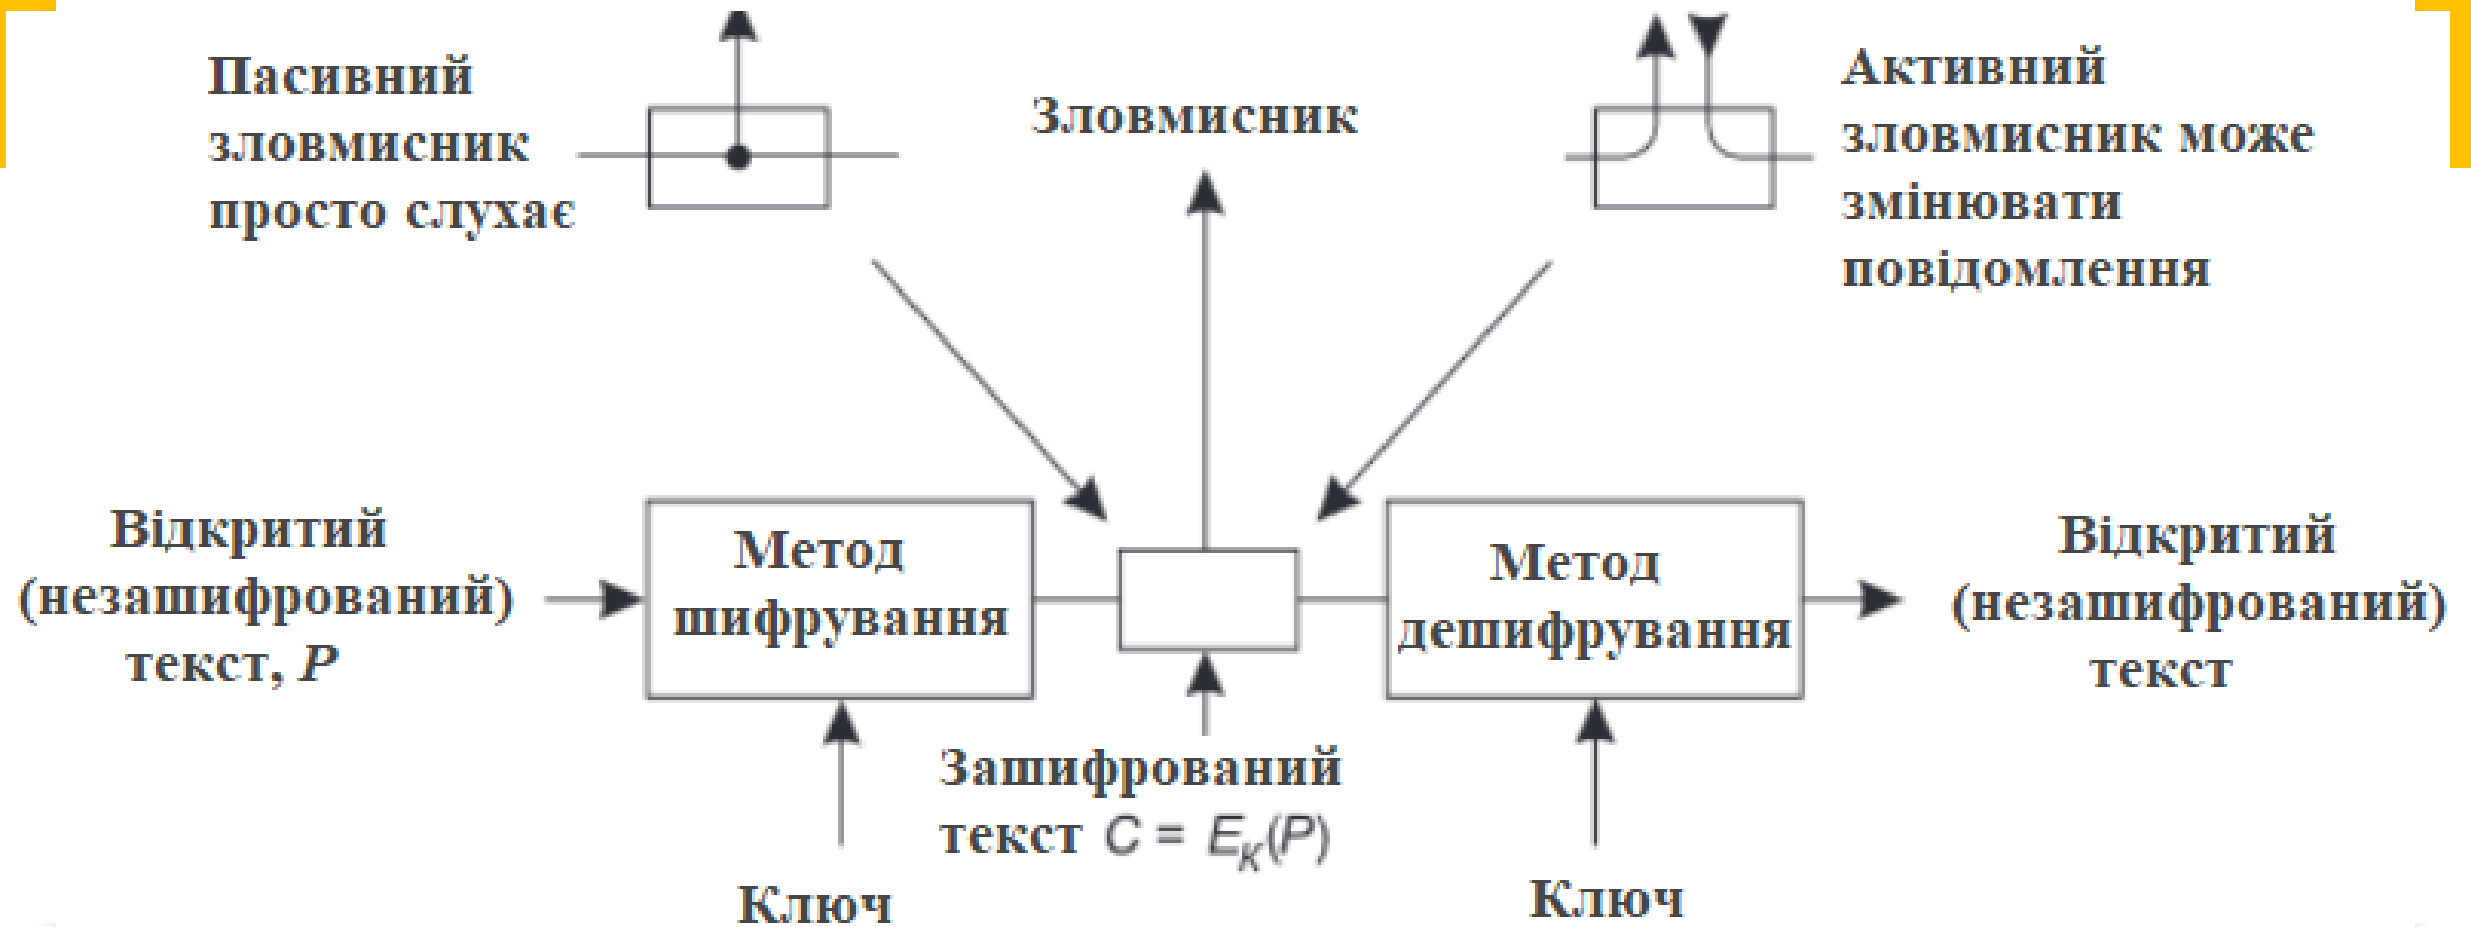 Пасивний
зловмисник
просто слухає
Зловмисник
Активний
зловмисник може
змінювати
повідомлення
Відкритий
(незашифрований)
текст, P
Метод
шифрування
Метод
дешифрування
Відкритий
(незашифрований)
текст
Зашифрований
текст C = E_K(P)
Ключ
Ключ